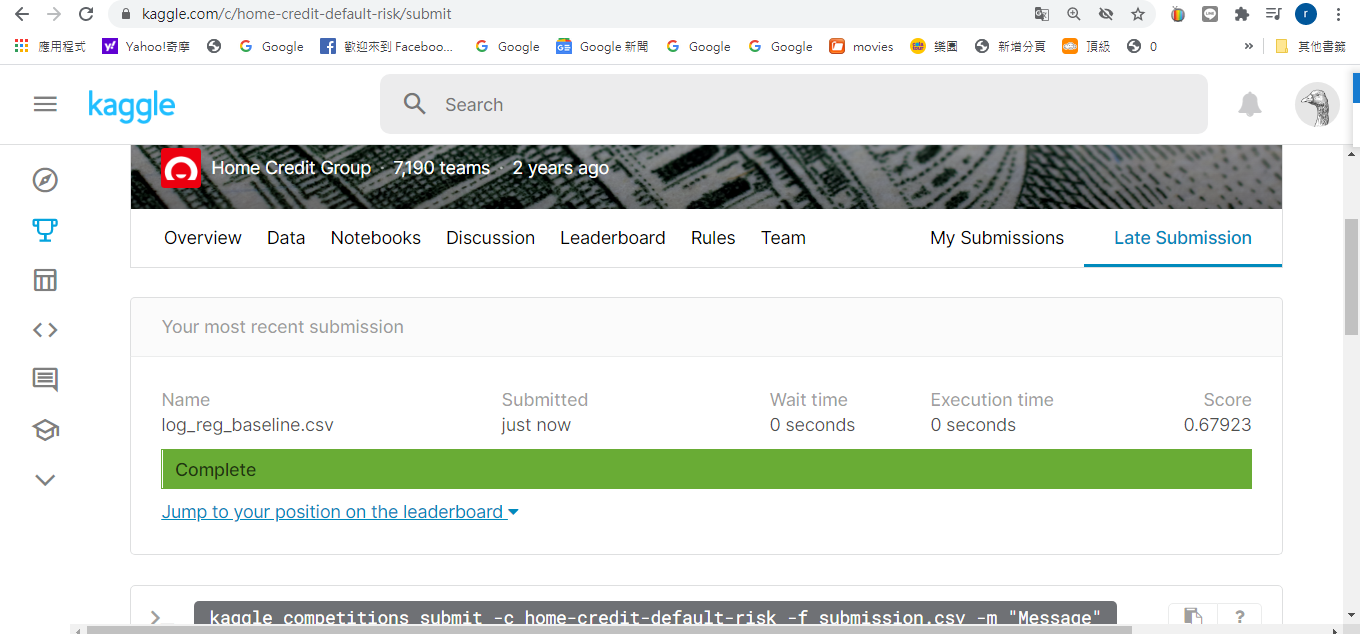 kaggle.com/c/home-credit-default-risk/submit
r
應用程式 Yahoo!奇摩 Google 歡迎來到 Faceboo... Google Google 新聞 Google Google movies 樂園 新增分頁 頂級 0 » 其他書籤
kaggle
Search
Home Credit Group · 7,190 teams · 2 years ago
Overview Data Notebooks Discussion Leaderboard Rules Team My Submissions Late Submission
Your most recent submission
Name Submitted Wait time Execution time Score
log_reg_baseline.csv just now 0 seconds 0 seconds 0.67923
Complete
Jump to your position on the leaderboard
kaggle competitions submit -c home-credit-default-risk -f submission.csv -m "Message" ?